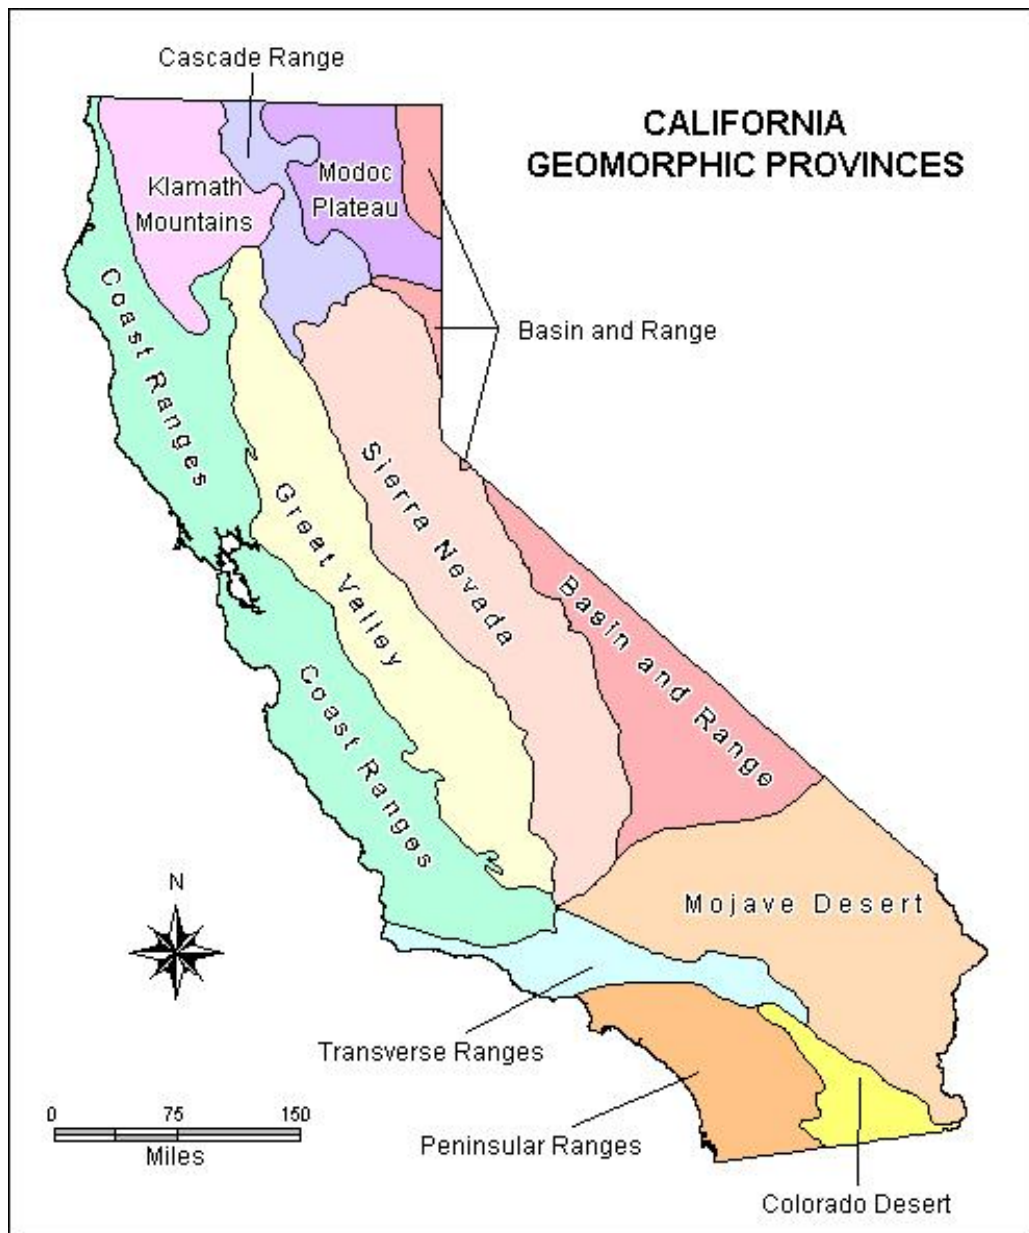 Cascade Range
CALIFORNIA
GEOMORPHIC PROVINCES
Klamath
Mountains
Modoc
Plateau
Coast Ranges
Basin and Range
Sierra Nevada
Great Valley
Basin and Range
Coast Ranges
Mojave Desert
N
Transverse Ranges
0 75 150
Miles
Peninsular Ranges
Colorado Desert